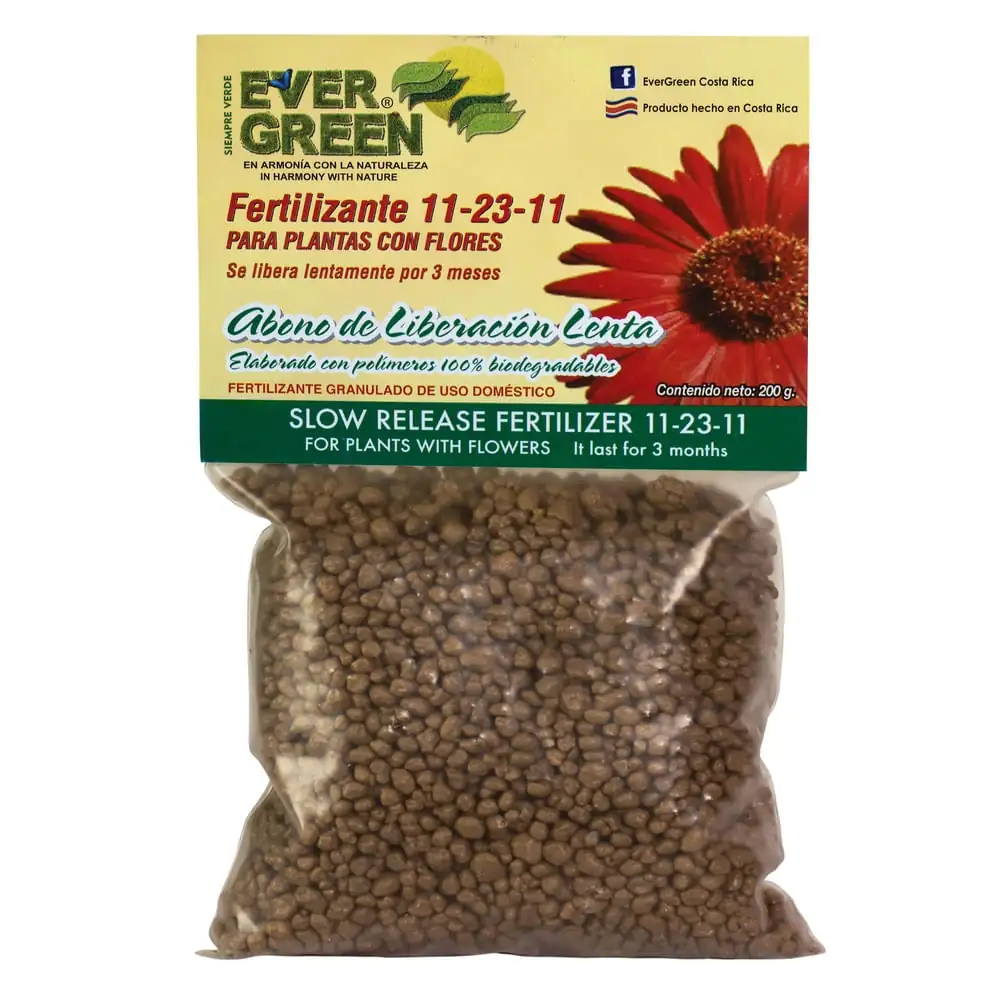 SIEMPRE VERDE
EVER
GREEN®
EN ARMONÍA CON LA NATURALEZA
IN HARMONY WITH NATURE
f EverGreen Costa Rica
Producto hecho en Costa Rica
Fertilizante 11-23-11
PARA PLANTAS CON FLORES
Se libera lentamente por 3 meses
Abono de Liberación Lenta
Elaborado con polímeros 100% biodegradables
FERTILIZANTE GRANULADO DE USO DOMÉSTICO
Contenido neto: 200 g.
SLOW RELEASE FERTILIZER 11-23-11
FOR PLANTS WITH FLOWERS It last for 3 months